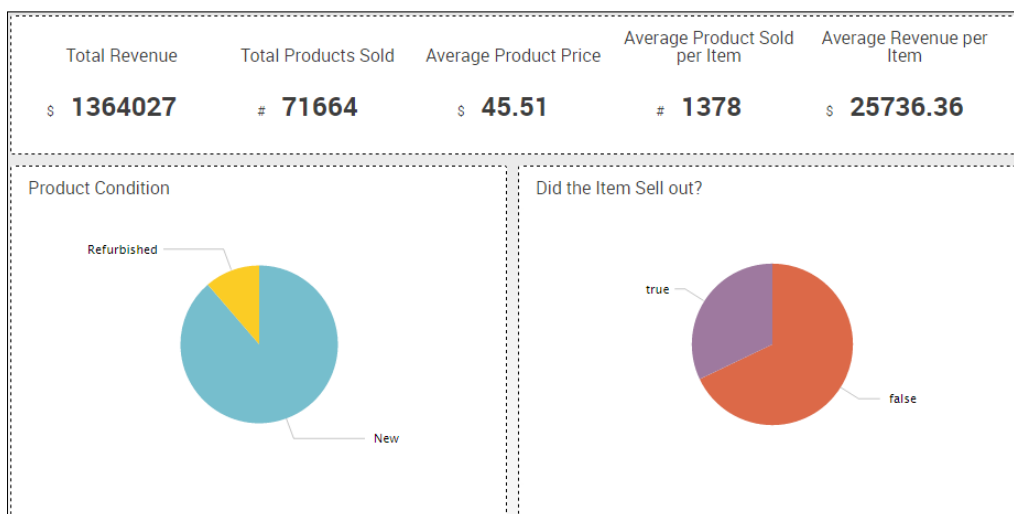 Total Revenue
Total Products Sold
Average Product Price
Average Product Sold
per Item
Average Revenue per
Item
$ 1364027
# 71664
$ 45.51
# 1378
$ 25736.36
Product Condition
Did the Item Sell out?
Refurbished
New
true
false